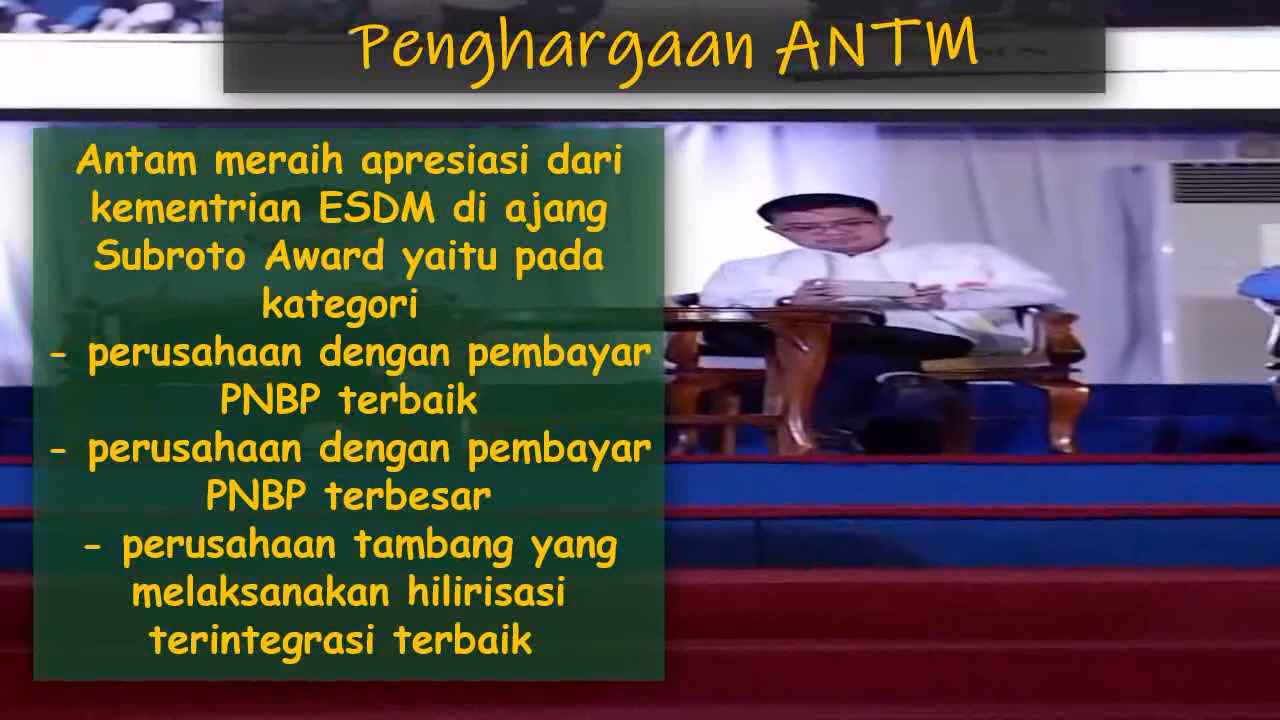 Penghargaan ANTM
Antam meraih apresiasi dari
kementrian ESDM di ajang
Subroto Award yaitu pada
kategori
- perusahaan dengan pembayar
PNBP terbaik
- perusahaan dengan pembayar
PNBP terbesar
- perusahaan tambang yang
melaksanakan hilirisasi
terintegrasi terbaik